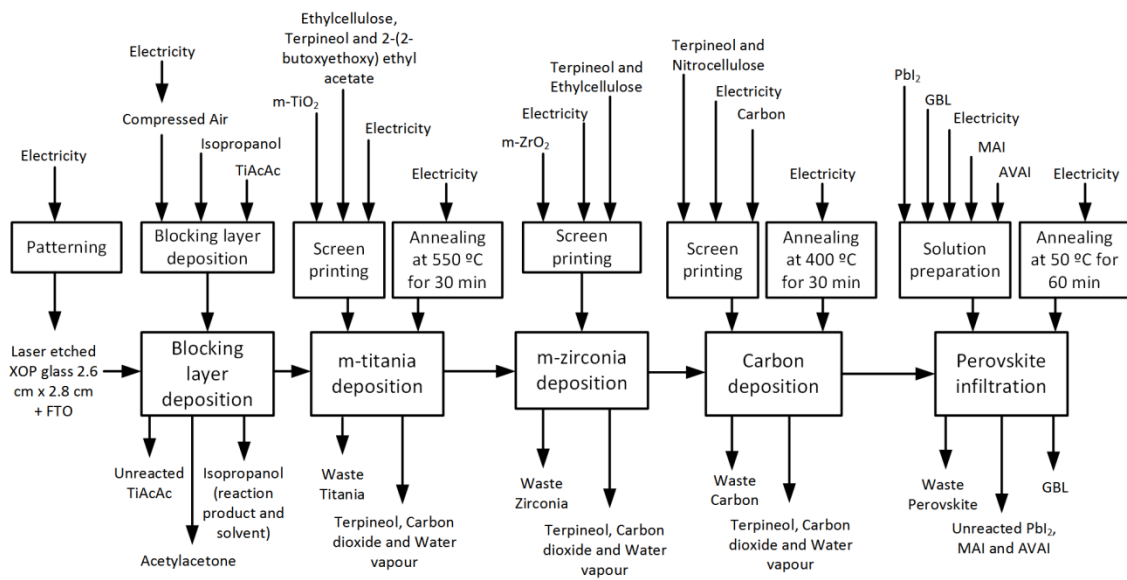 Electricity
Compressed Air
Isopropanol
TiAcAc
Electricity
Patterning
Blocking layer
deposition
Ethylcellulose,
Terpineol and 2-(2-
butoxyethoxy) ethyl
acetate
m-TiO₂
Electricity
Electricity
Screen
printing
Annealing
at 550 ºC
for 30 min
Terpineol and
Ethylcellulose
Electricity
m-ZrO₂
Screen
printing
Terpineol and
Nitrocellulose
Electricity
Carbon
Electricity
Screen
printing
Annealing
at 400 ºC
for 30 min
PbI₂
GBL
Electricity
MAI
AVAI
Electricity
Solution
preparation
Annealing
at 50 ºC for
60 min
Laser etched
XOP glass 2.6
cm x 2.8 cm
+ FTO
Blocking
layer
deposition
m-titania
deposition
m-zirconia
deposition
Carbon
deposition
Perovskite
infiltration
Unreacted
TiAcAc
Isopropanol
(reaction
product and
solvent)
Acetylacetone
Waste
Titania
Terpineol, Carbon
dioxide and Water
vapour
Waste
Zirconia
Terpineol, Carbon
dioxide and Water
vapour
Waste
Carbon
Terpineol, Carbon
dioxide and Water
vapour
Waste
Perovskite
Unreacted PbI₂,
MAI and AVAI
GBL